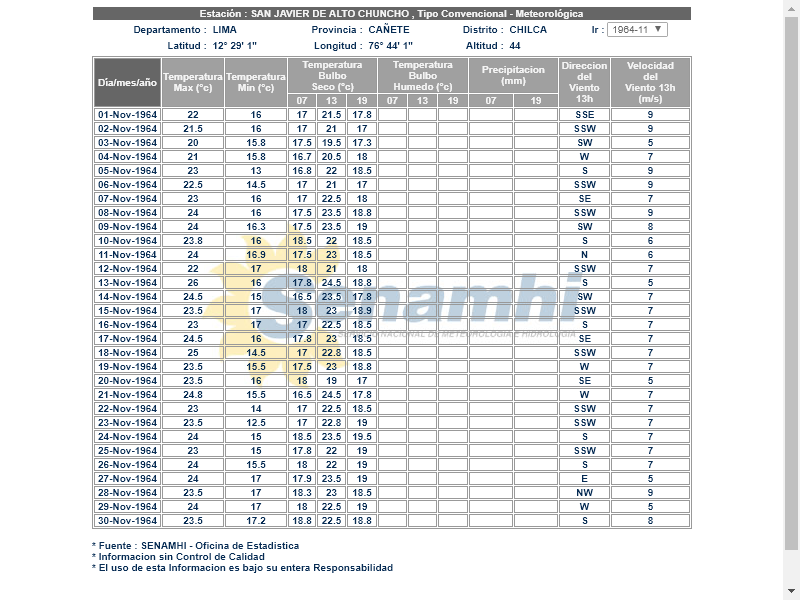 Estación : SAN JAVIER DE ALTO CHUNCHO , Tipo Convencional - Meteorológica
Departamento : LIMA Provincia : CAÑETE Distrito : CHILCA Ir : 1964-11
Latitud : 12° 29' 1" Longitud : 76° 44' 1" Altitud : 44
Dia/mes/año Temperatura Max (°c) Temperatura Min (°c) Temperatura Bulbo Seco (°c) Temperatura Bulbo Humedo (°c) Precipitacion (mm) Direccion del Viento 13h Velocidad del Viento 13h (m/s)
07 13 19 07 13 19 07 19
01-Nov-1964 22 16 17 21.5 17.8 SSE 9
02-Nov-1964 21.5 16 17 21 17 SSW 9
03-Nov-1964 20 15.8 17.5 19.5 17.3 SW 5
04-Nov-1964 21 15.8 16.7 20.5 18 W 7
05-Nov-1964 23 13 16.8 22 18.5 S 9
06-Nov-1964 22.5 14.5 17 21 17 SSW 9
07-Nov-1964 23 16 17 22.5 18 SE 7
08-Nov-1964 24 16 17.5 23.5 18.8 SSW 9
09-Nov-1964 24 16.3 17.5 23.5 19 SW 8
10-Nov-1964 23.8 16 18.5 22 18.5 S 6
11-Nov-1964 24 16.9 17.5 23 18.5 N 6
12-Nov-1964 22 17 18 21 18 SSW 7
13-Nov-1964 26 16 17.8 24.5 18.8 S 5
14-Nov-1964 24.5 15 16.5 23.5 17.8 SW 7
15-Nov-1964 23.5 17 18 23 18.9 SSW 7
16-Nov-1964 23 17 17 22.5 18.5 S 7
17-Nov-1964 24.5 16 17.8 23 18.5 SE 7
18-Nov-1964 25 14.5 17 22.8 18.5 SSW 7
19-Nov-1964 23.5 15.5 17.5 23 18.8 W 7
20-Nov-1964 23.5 16 18 19 17 SE 5
21-Nov-1964 24.8 15.5 16.5 24.5 17.8 W 7
22-Nov-1964 23 14 17 22.5 18.5 SSW 7
23-Nov-1964 23.5 12.5 17 22.8 19 SSW 7
24-Nov-1964 24 15 18.5 23.5 19.5 S 7
25-Nov-1964 23 15 17.8 22 19 SSW 7
26-Nov-1964 24 15.5 18 22 19 S 7
27-Nov-1964 24 17 17.9 23.5 19 E 5
28-Nov-1964 23.5 17 18.3 23 18.5 NW 9
29-Nov-1964 24 17 18 22.5 19 W 5
30-Nov-1964 23.5 17.2 18.8 22.5 18.8 S 8
Senamhi
SERVICIO NACIONAL DE METEOROLOGIA E HIDROLOGIA
* Fuente : SENAMHI - Oficina de Estadistica
* Informacion sin Control de Calidad
* El uso de esta Informacion es bajo su entera Responsabilidad